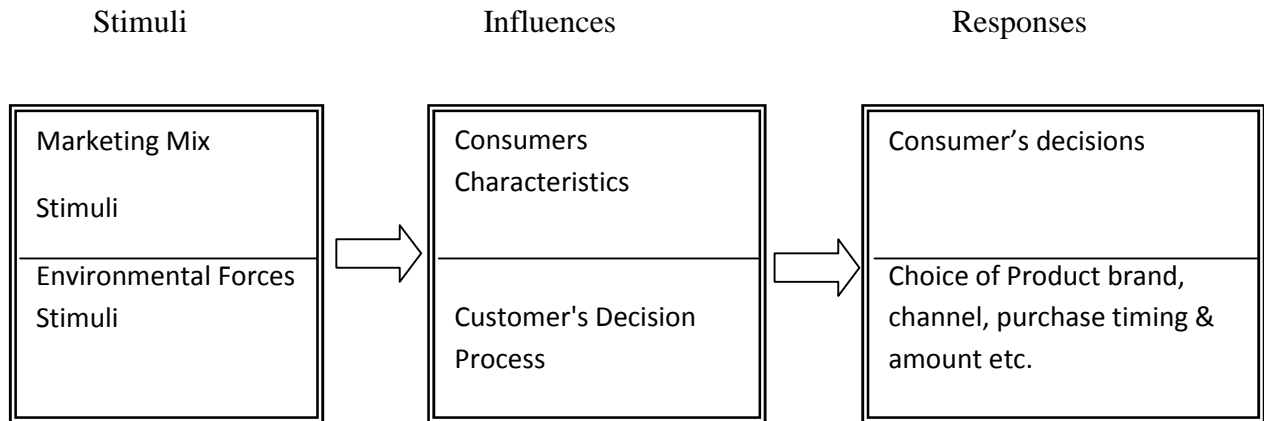 Stimuli
Influences
Responses
Marketing Mix
Stimuli
Environmental Forces
Stimuli
Consumers
Characteristics
Customer's Decision
Process
Consumer’s decisions
Choice of Product brand,
channel, purchase timing &
amount etc.